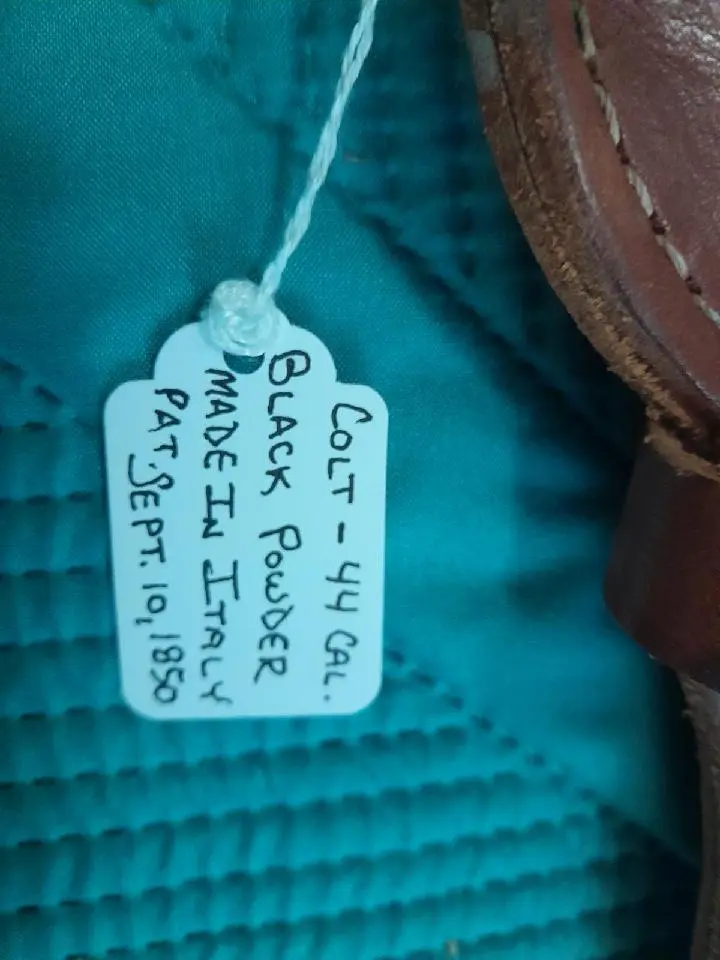 COLT - 44 CAL.
BLACK POWDER
MADE IN ITALY
PAT. SEPT. 10, 1850